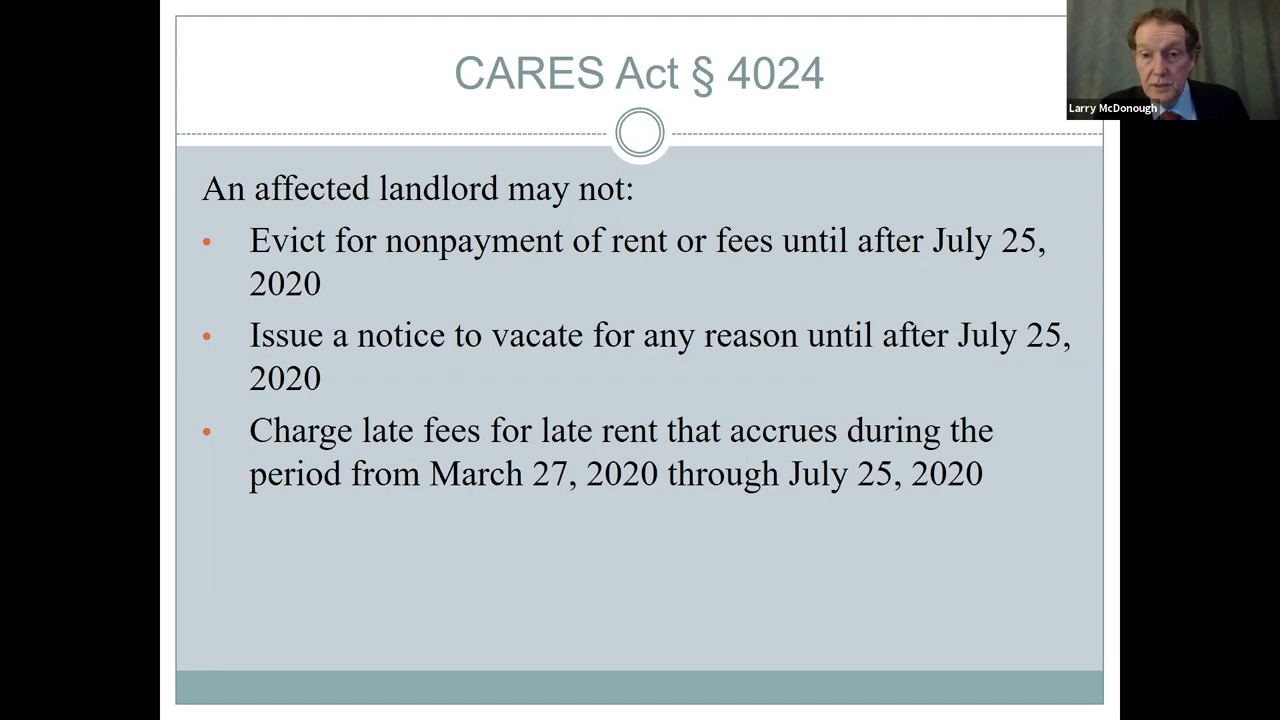 CARES Act § 4024
Larry McDonough
An affected landlord may not:
• Evict for nonpayment of rent or fees until after July 25,
2020
• Issue a notice to vacate for any reason until after July 25,
2020
• Charge late fees for late rent that accrues during the
period from March 27, 2020 through July 25, 2020